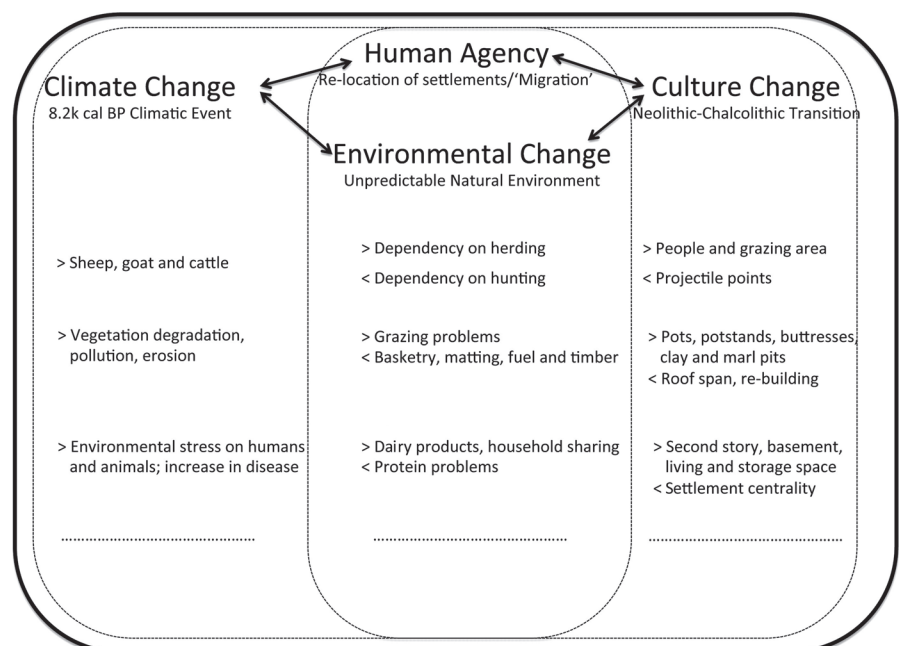 Human Agency
Re-location of settlements/‘Migration’
Climate Change
8.2k cal BP Climatic Event
Culture Change
Neolithic-Chalcolithic Transition
Environmental Change
Unpredictable Natural Environment
> Sheep, goat and cattle
> Vegetation degradation,
pollution, erosion
> Environmental stress on humans
and animals; increase in disease
.............................................
> Dependency on herding
< Dependency on hunting
> Grazing problems
< Basketry, matting, fuel and timber
> Dairy products, household sharing
< Protein problems
.............................................
> People and grazing area
< Projectile points
> Pots, potstands, buttresses,
clay and marl pits
< Roof span, re-building
> Second story, basement,
living and storage space
< Settlement centrality
.............................................